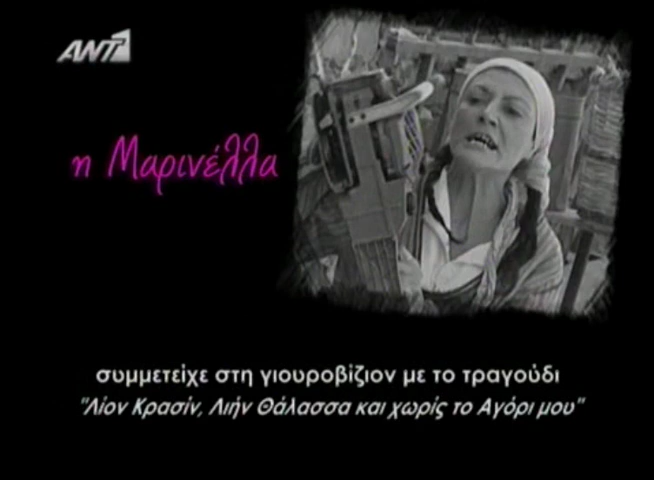 ANT1
η Μαρινέλλα
συμμετείχε στη γιουροβίζιον με το τραγούδι
"Λίον Κρασίν, Λιήν Θάλασσα και χωρίς το Αγόρι μου"